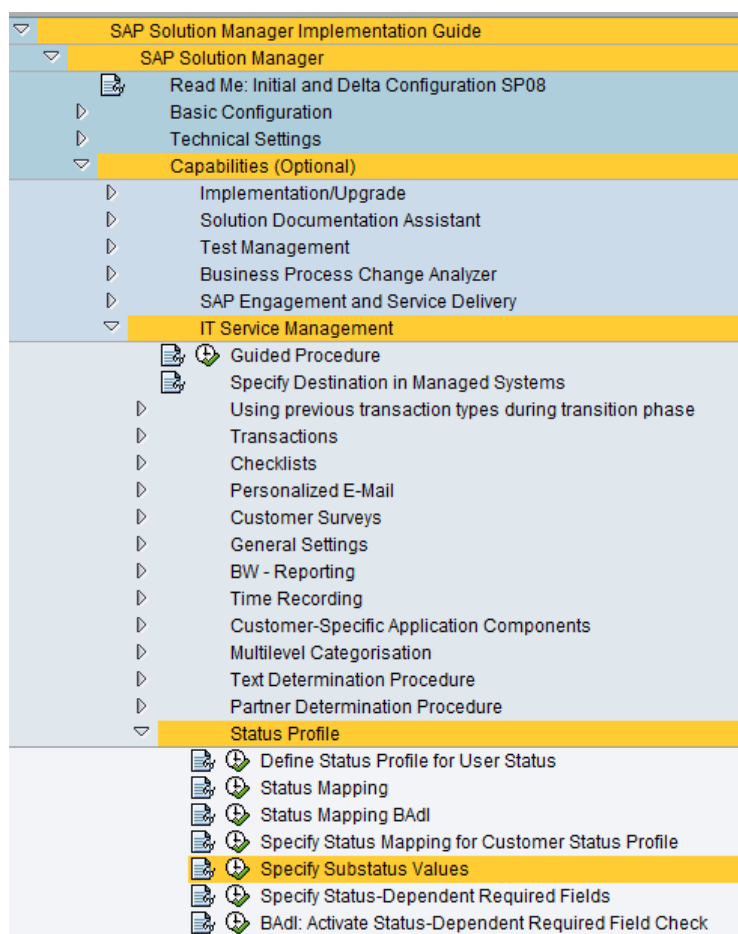 SAP Solution Manager Implementation Guide
SAP Solution Manager
Read Me: Initial and Delta Configuration SP08
Basic Configuration
Technical Settings
Capabilities (Optional)
Implementation/Upgrade
Solution Documentation Assistant
Test Management
Business Process Change Analyzer
SAP Engagement and Service Delivery
IT Service Management
Guided Procedure
Specify Destination in Managed Systems
Using previous transaction types during transition phase
Transactions
Checklists
Personalized E-Mail
Customer Surveys
General Settings
BW - Reporting
Time Recording
Customer-Specific Application Components
Multilevel Categorisation
Text Determination Procedure
Partner Determination Procedure
Status Profile
Define Status Profile for User Status
Status Mapping
Status Mapping BAdI
Specify Status Mapping for Customer Status Profile
Specify Substatus Values
Specify Status-Dependent Required Fields
BAdI: Activate Status-Dependent Required Field Check